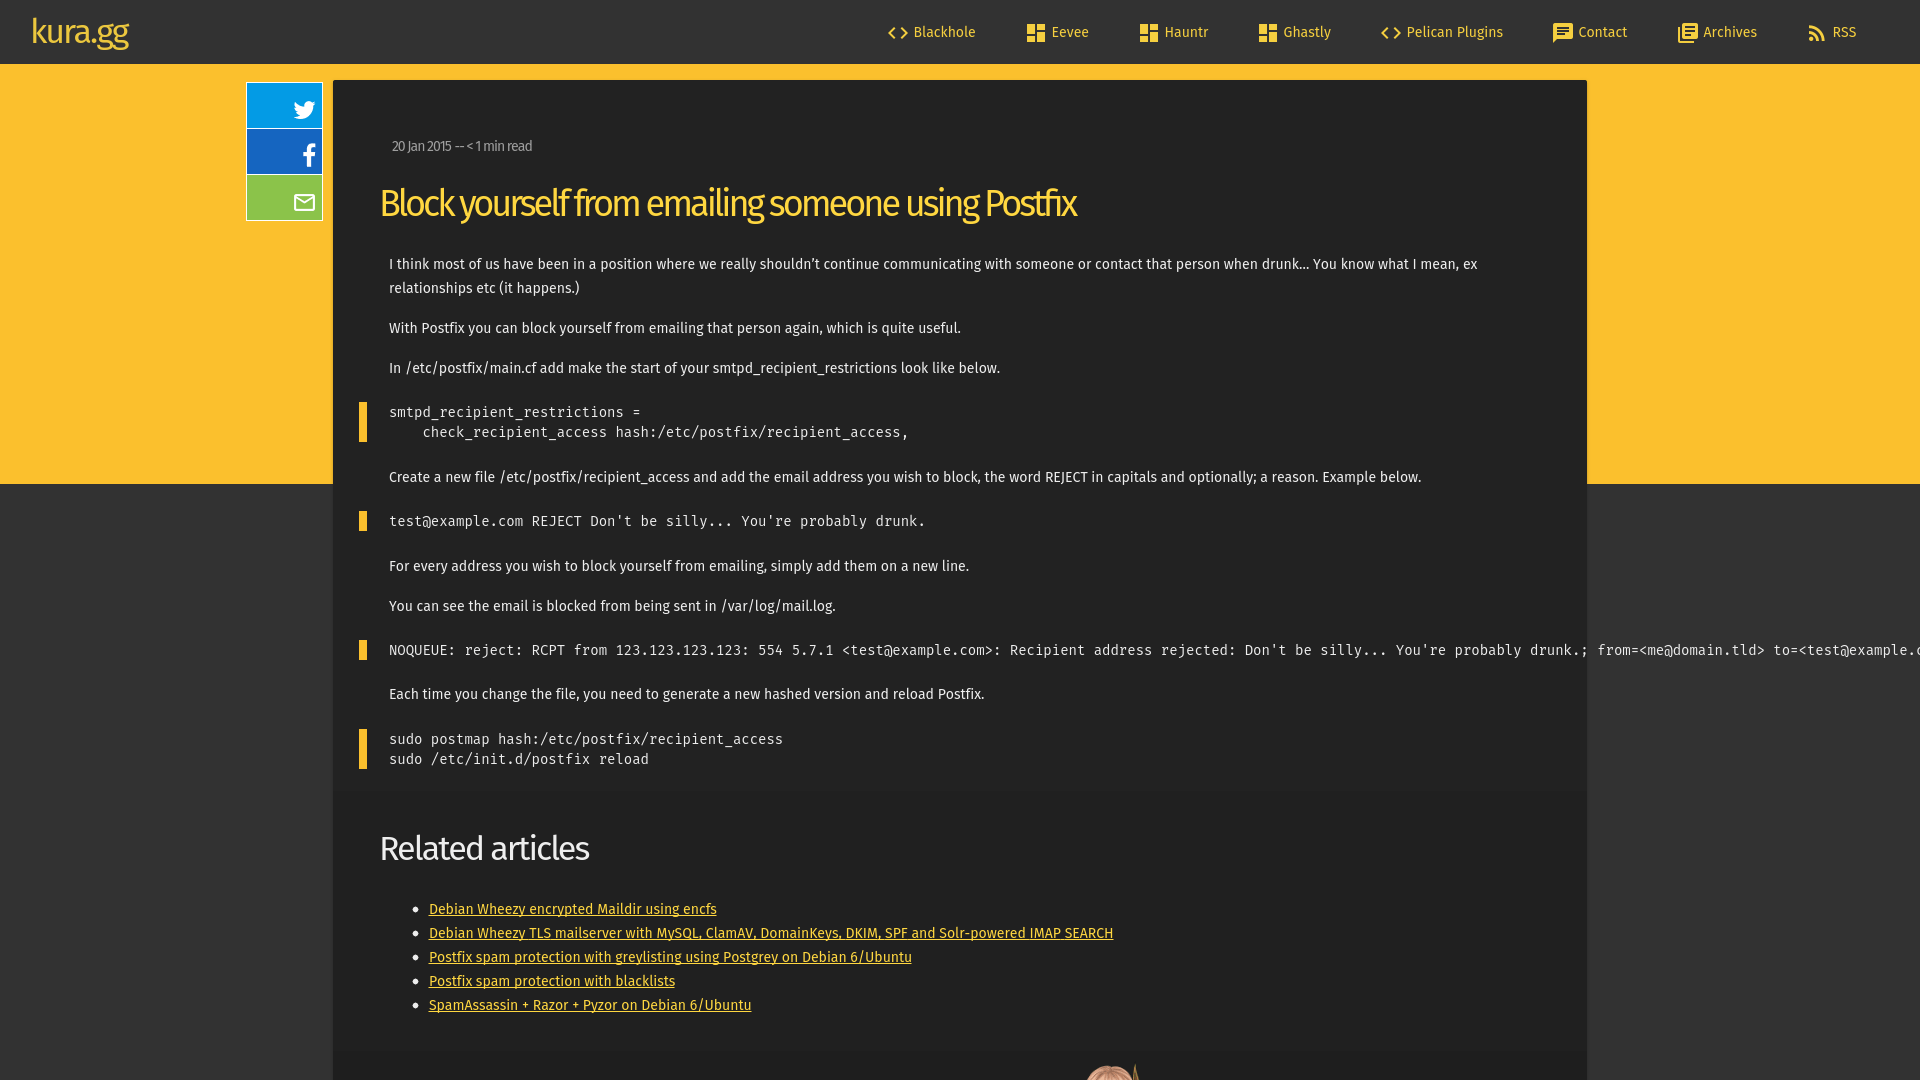 kura.gg
Blackhole
Eevee
Hauntr
Ghastly
Pelican Plugins
Contact
Archives
RSS
20 Jan 2015 -- < 1 min read
Block yourself from emailing someone using Postfix
I think most of us have been in a position where we really shouldn’t continue communicating with someone or contact that person when drunk… You know what I mean, ex
relationships etc (it happens.)
With Postfix you can block yourself from emailing that person again, which is quite useful.
In /etc/postfix/main.cf add make the start of your smtpd_recipient_restrictions look like below.
smtpd_recipient_restrictions =
    check_recipient_access hash:/etc/postfix/recipient_access,
Create a new file /etc/postfix/recipient_access and add the email address you wish to block, the word REJECT in capitals and optionally; a reason. Example below.
test@example.com REJECT Don't be silly... You're probably drunk.
For every address you wish to block yourself from emailing, simply add them on a new line.
You can see the email is blocked from being sent in /var/log/mail.log.
NOQUEUE: reject: RCPT from 123.123.123.123: 554 5.7.1 <test@example.com>: Recipient address rejected: Don't be silly... You're probably drunk.; from=<me@domain.tld> to=<test@example.c
Each time you change the file, you need to generate a new hashed version and reload Postfix.
sudo postmap hash:/etc/postfix/recipient_access
sudo /etc/init.d/postfix reload
Related articles
Debian Wheezy encrypted Maildir using encfs
Debian Wheezy TLS mailserver with MySQL, ClamAV, DomainKeys, DKIM, SPF and Solr-powered IMAP SEARCH
Postfix spam protection with greylisting using Postgrey on Debian 6/Ubuntu
Postfix spam protection with blacklists
SpamAssassin + Razor + Pyzor on Debian 6/Ubuntu